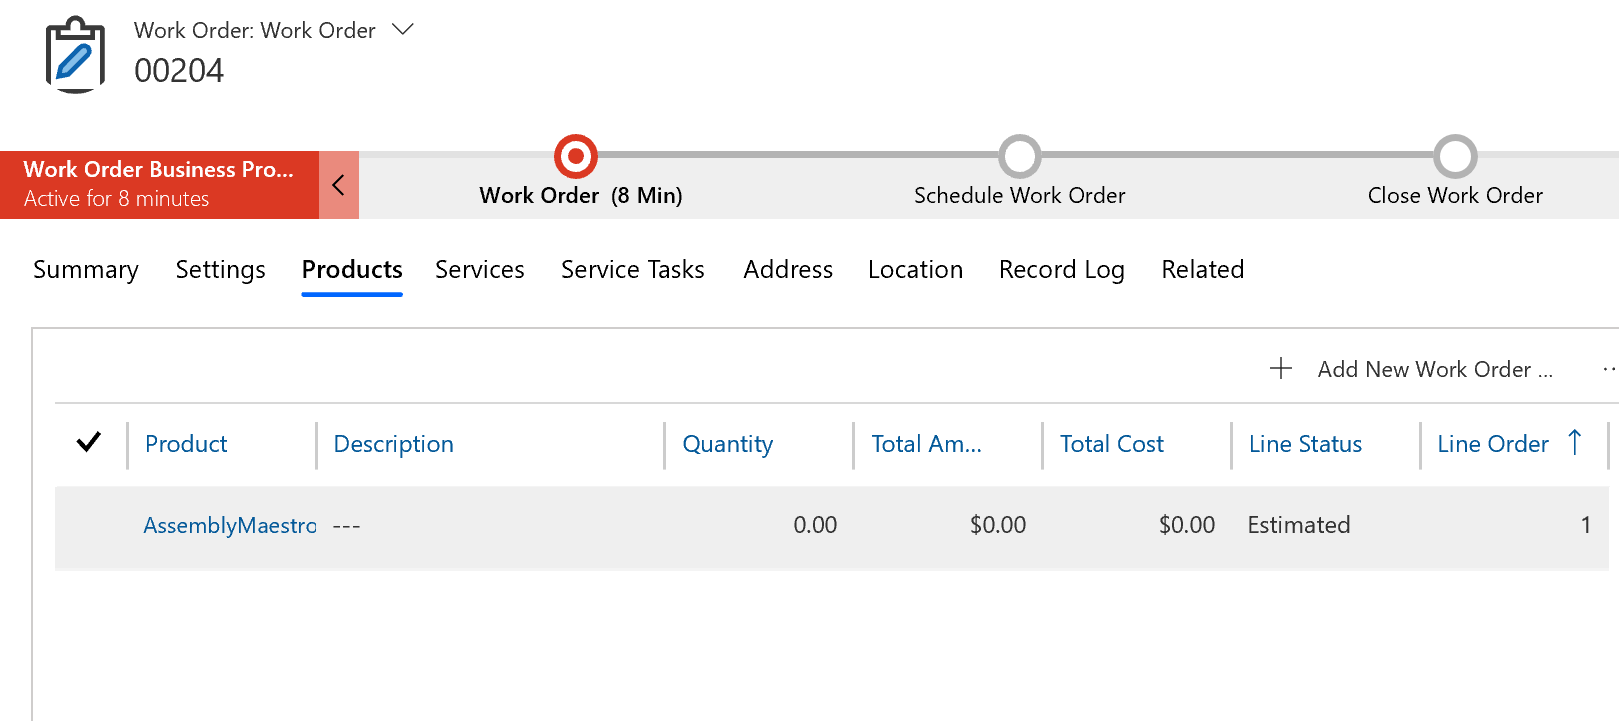 Work Order: Work Order
00204
Work Order Business Pro...
Active for 8 minutes
Work Order (8 Min)
Schedule Work Order
Close Work Order
Summary Settings Products Services Service Tasks Address Location Record Log Related
Add New Work Order ...
Product Description Quantity Total Am... Total Cost Line Status Line Order
AssemblyMaestro --- 0.00 $0.00 $0.00 Estimated 1